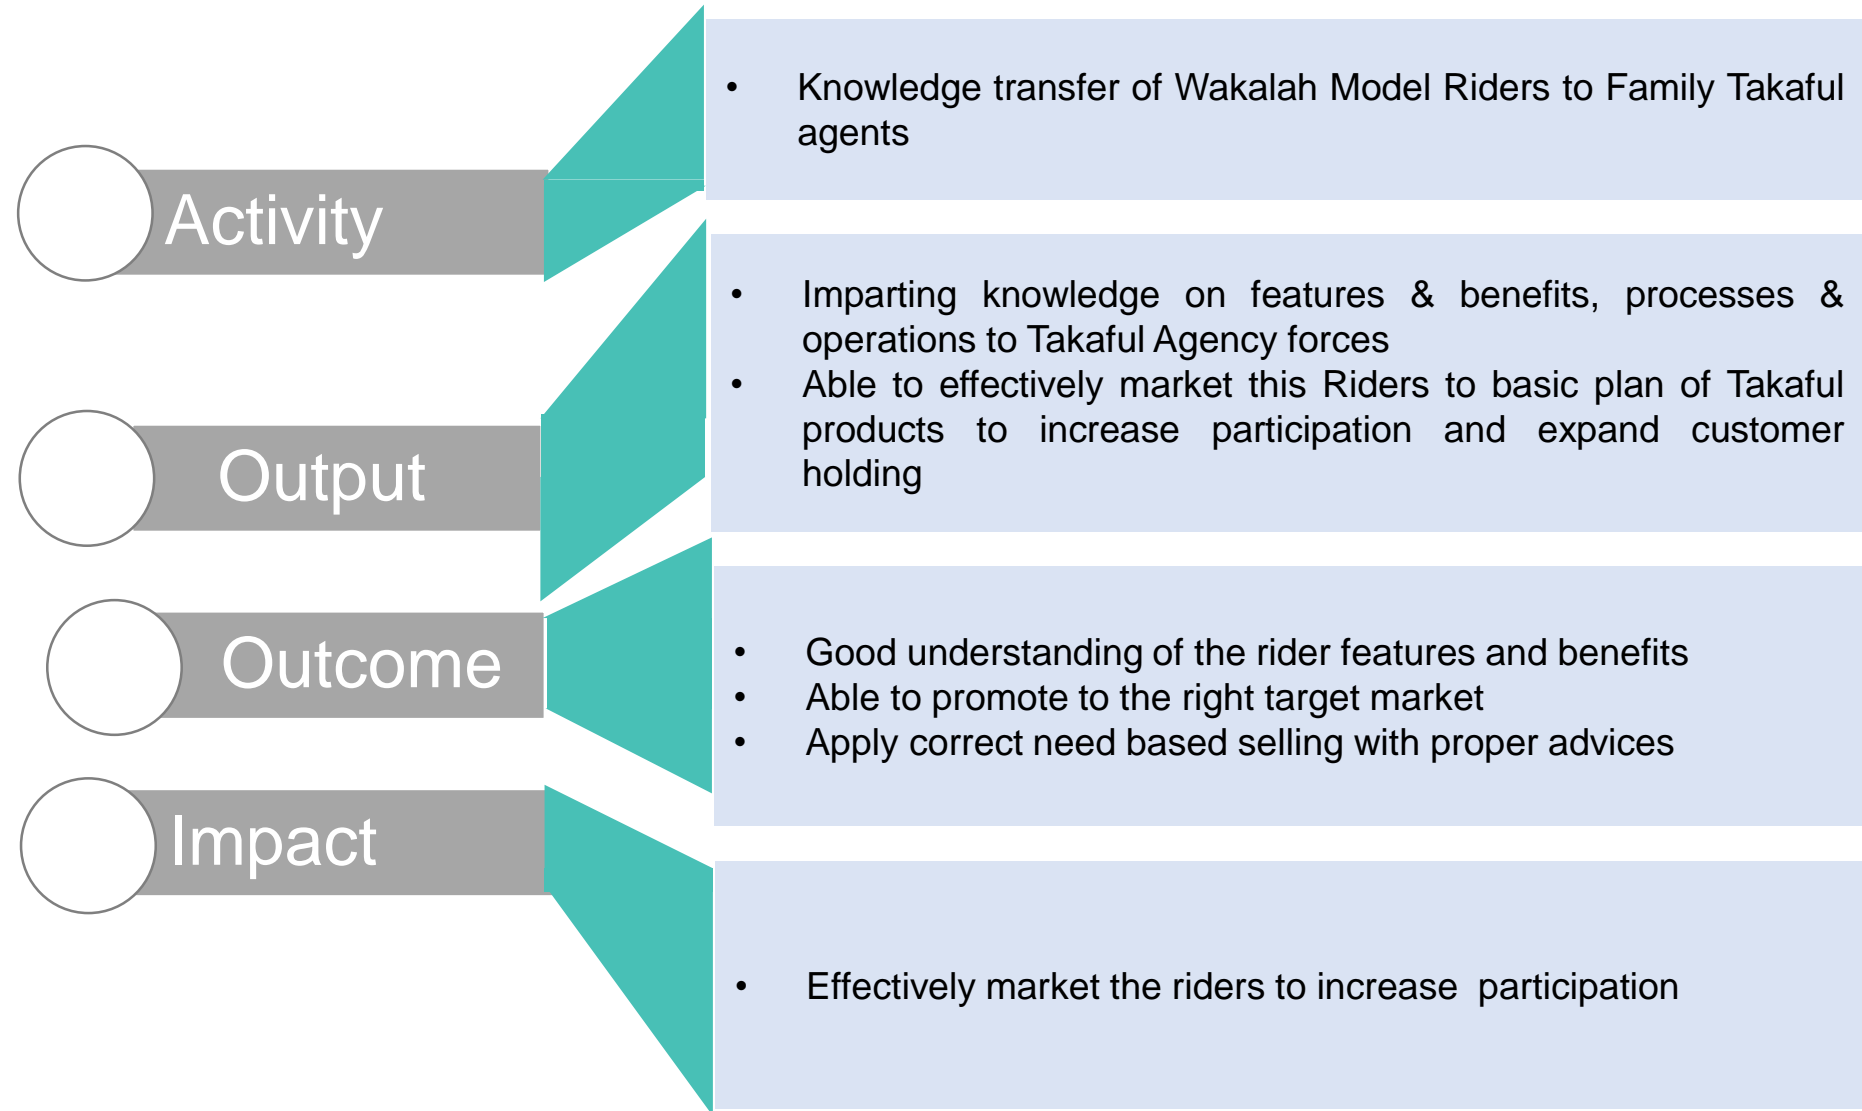 Activity
• Knowledge transfer of Wakalah Model Riders to Family Takaful
agents
Output
• Imparting knowledge on features & benefits, processes &
operations to Takaful Agency forces
• Able to effectively market this Riders to basic plan of Takaful
products to increase participation and expand customer
holding
Outcome
• Good understanding of the rider features and benefits
• Able to promote to the right target market
• Apply correct need based selling with proper advices
Impact
• Effectively market the riders to increase  participation